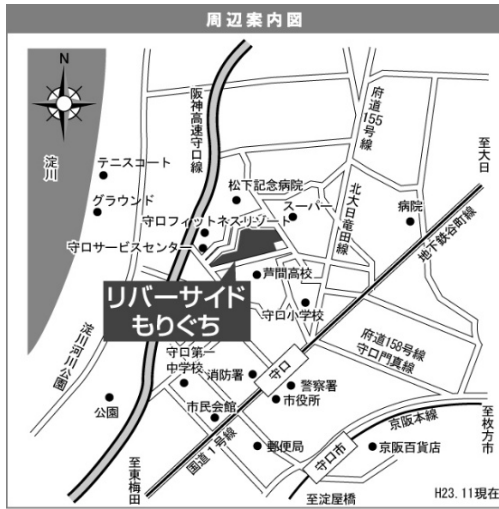 周辺案内図
N
淀川
阪神高速守口線
府道155号線
至大日
テニスコート
松下記念病院
グラウンド
スーパー
北大日竜田線
病院
地下鉄谷町線
守口フィットネスリゾート
守口サービスセンター
芦間高校
リバーサイド
もりぐち
守口小学校
淀川河川公園
守口第一
中学校
消防署
守口
府道158号線
守口門真線
公園
警察署
市役所
市民会館
京阪本線
至枚方市
国道1号線
郵便局
守口市
京阪百貨店
至東梅田
至淀屋橋
H23.11現在